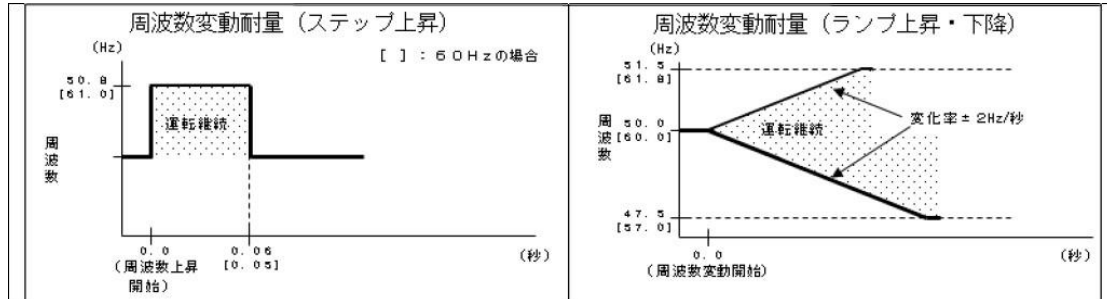 周波数変動耐量（ステップ上昇）
(Hz)
[ ]：60Hzの場合
50.8
[61.0]
運転継続
周波数
0.0
0.06
[0.05]
(秒)
(周波数上昇
開始)
周波数変動耐量（ランプ上昇・下降）
(Hz)
51.5
[61.8]
周波数
50.0
[60.0]
運転継続
変化率±2Hz/秒
47.5
[57.0]
0.0
(秒)
(周波数変動開始)